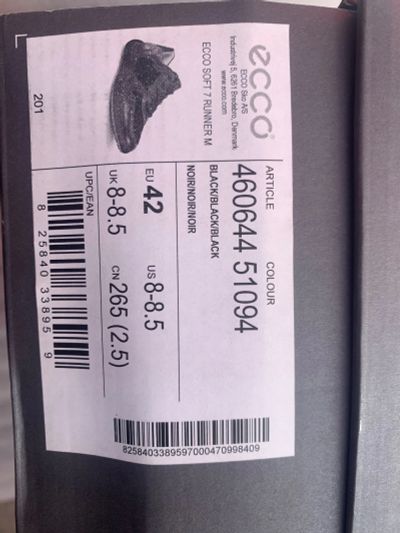 ecco®
ECCO Sko A/S
Industrivej 5, 6261 Bredebro, Denmark
www.ecco.com
ECCO SOFT 7 RUNNER M
201
ARTICLE COLOUR
460644 51094
BLACK/BLACK/BLACK
NOIR/NOIR/NOIR
EU 42 US 8-8.5
UK 8-8.5 CN 265 (2.5)
UPC/EAN
8 25840 33895 9
8258403389597000470998409